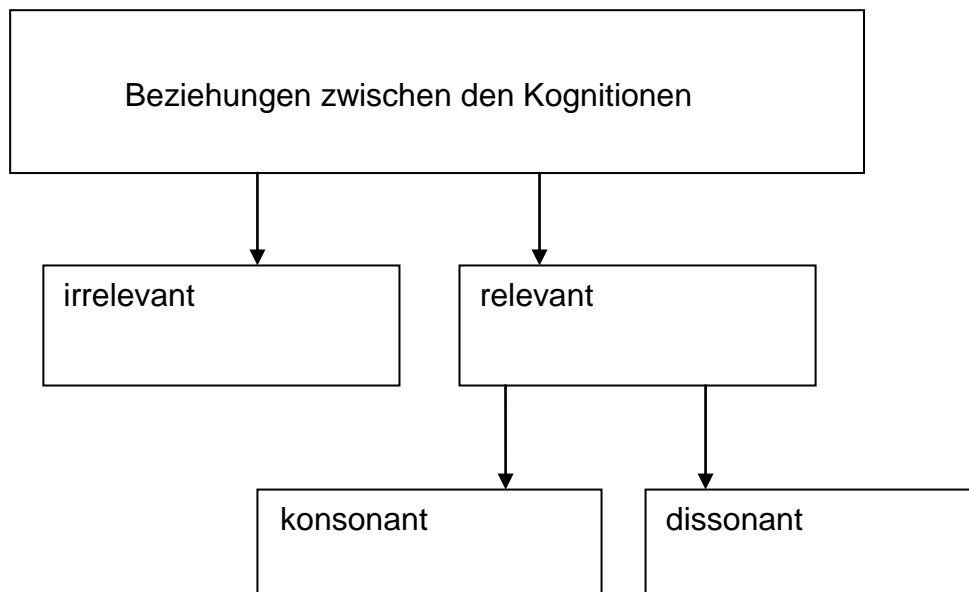 Beziehungen zwischen den Kognitionen
irrelevant
relevant
konsonant
dissonant